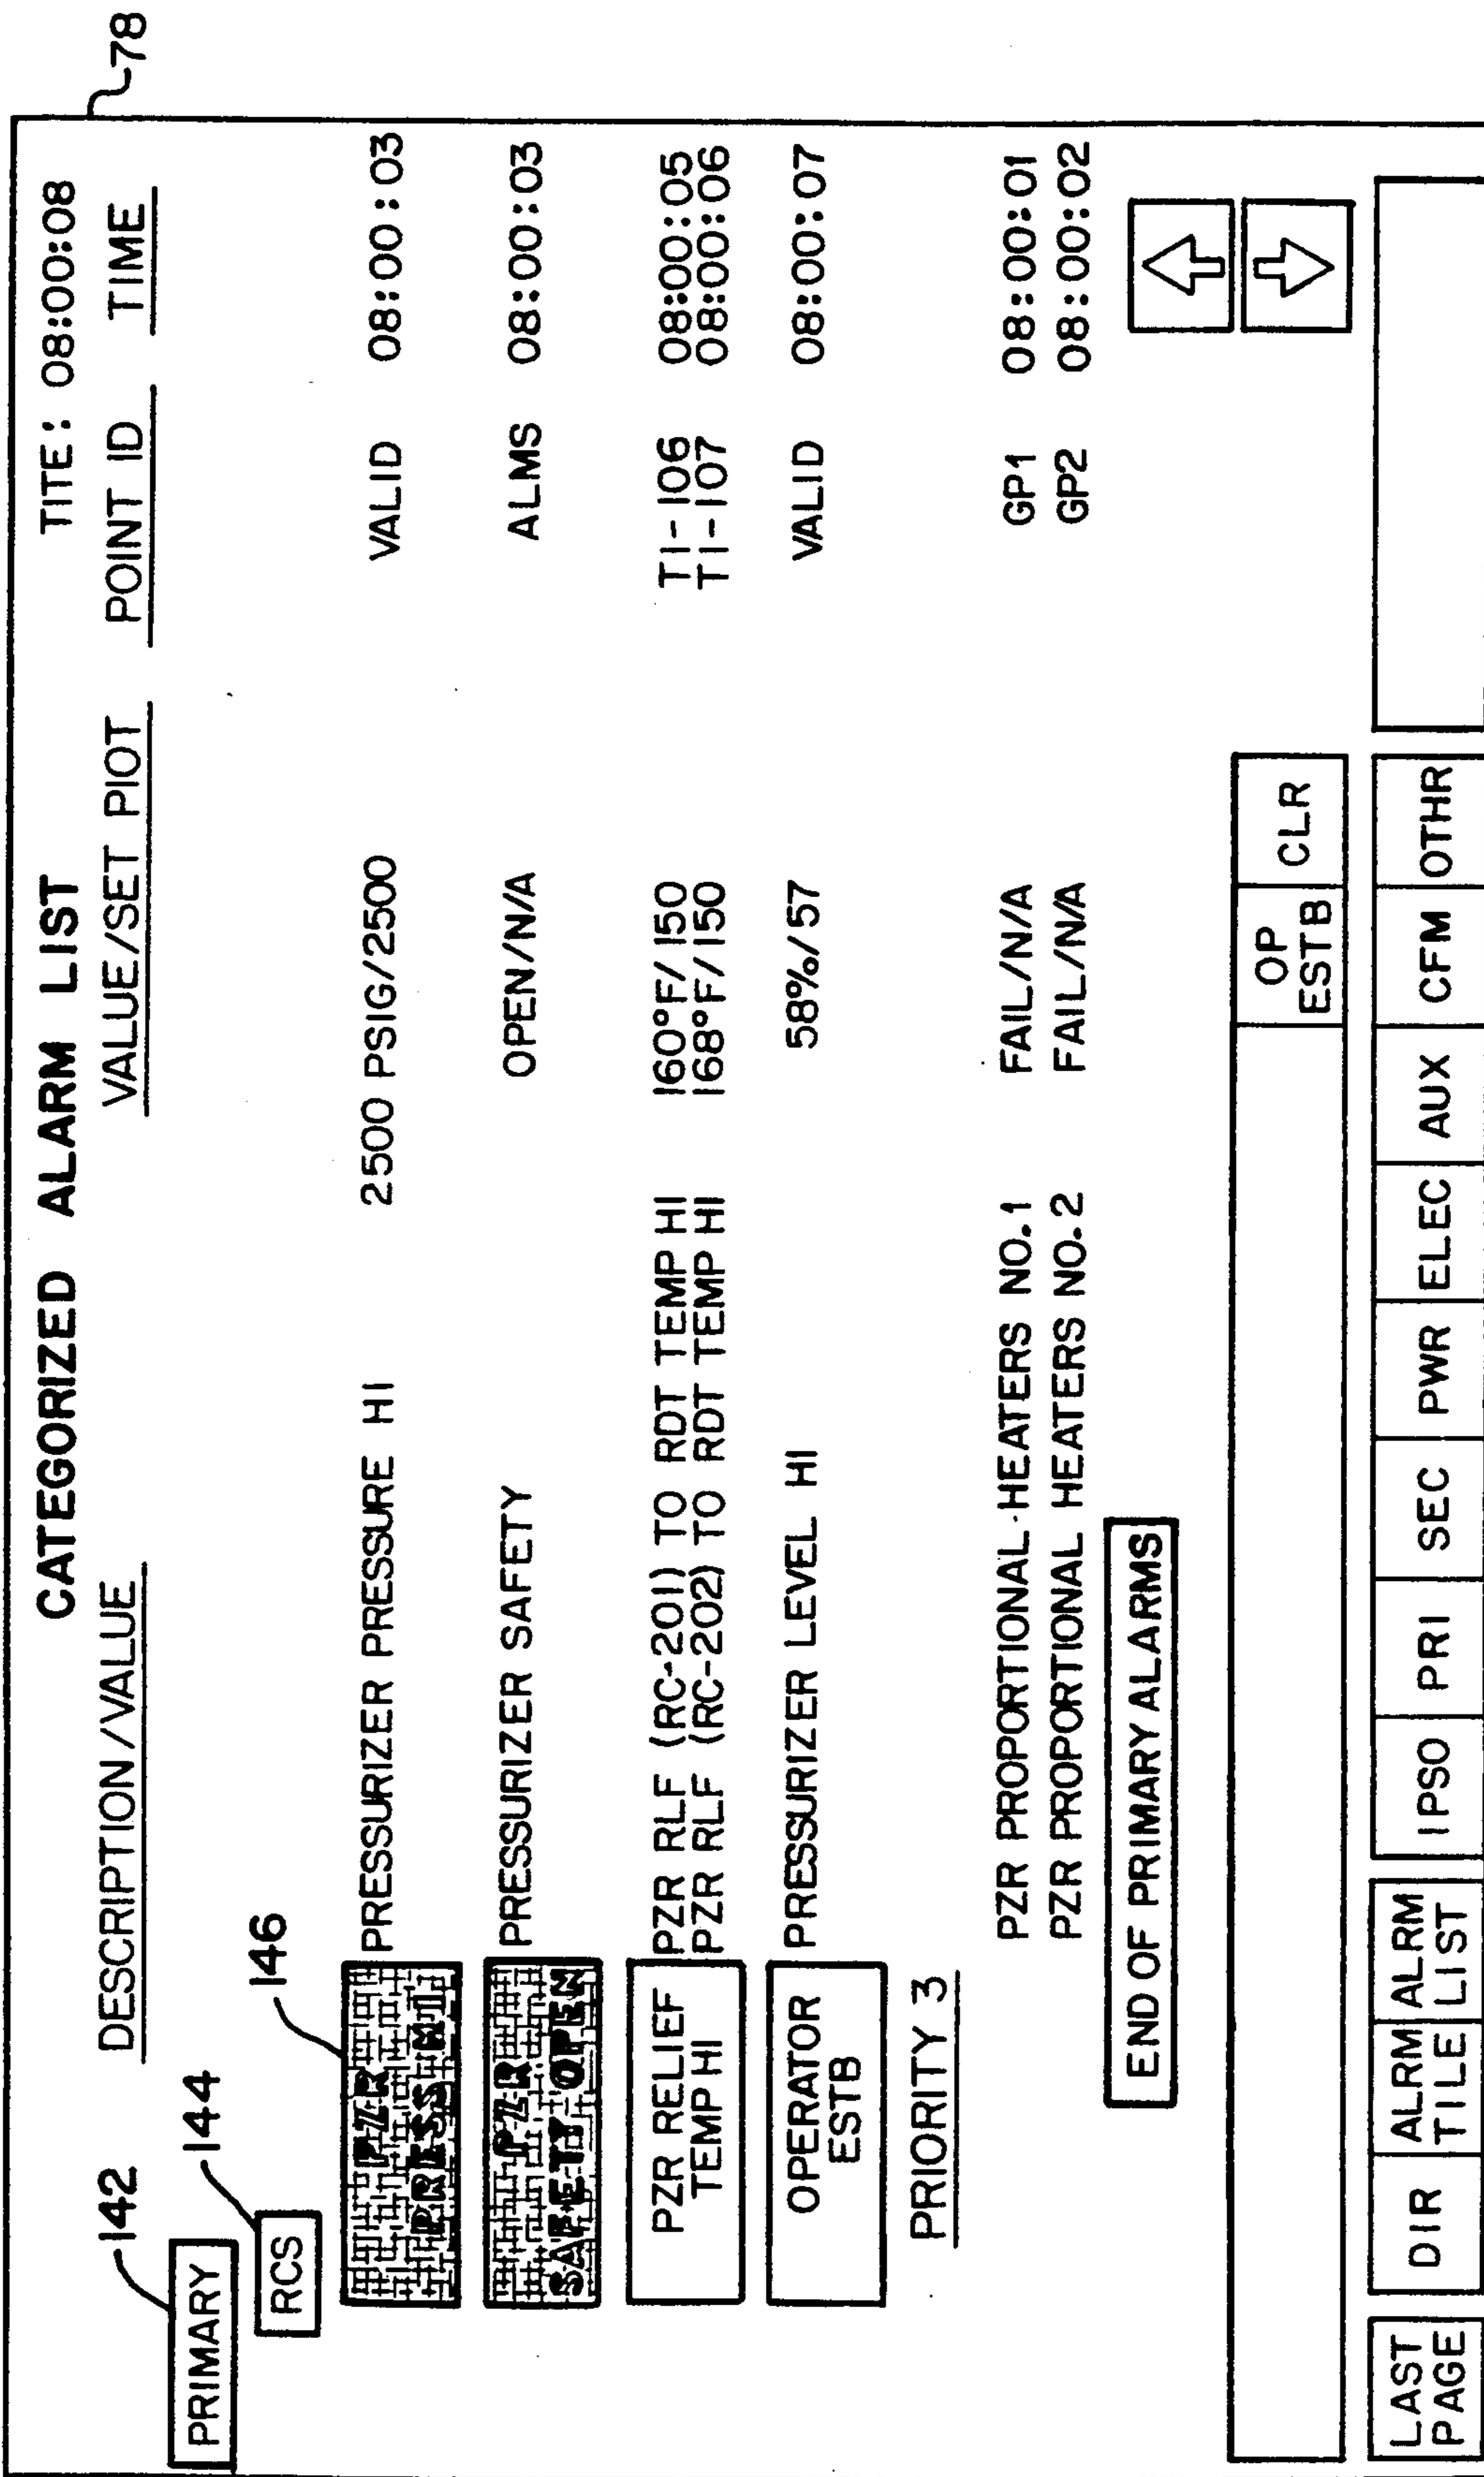 78
CATEGORIZED ALARM LIST TITE: 08:00:08
DESCRIPTION/VALUE VALUE/SET PIOT POINT ID TIME
142
PRIMARY
144
RCS
146
PZR
PRESS HI
PRESSURIZER PRESSURE HI 2500 PSIG/2500 VALID 08:00:03
PZR
SAFETY OPEN
PRESSURIZER SAFETY OPEN/N/A ALMS 08:00:03
PZR RELIEF
TEMP HI
PZR RLF (RC-201) TO RDT TEMP HI 160°F/150 TI-106 08:00:05
PZR RLF (RC-202) TO RDT TEMP HI 168°F/150 TI-107 08:00:06
OPERATOR
ESTB
PRESSURIZER LEVEL HI 58%/57 VALID 08:00:07
PRIORITY 3
PZR PROPORTIONAL HEATERS NO.1 FAIL/N/A GP1 08:00:01
PZR PROPORTIONAL HEATERS NO.2 FAIL/N/A GP2 08:00:02
END OF PRIMARY ALARMS
OP
ESTB
CLR
LAST
PAGE
DIR
ALRM
TILE
ALRM
LIST
IPSO
PRI
SEC
PWR
ELEC
AUX
CFM
OTHR